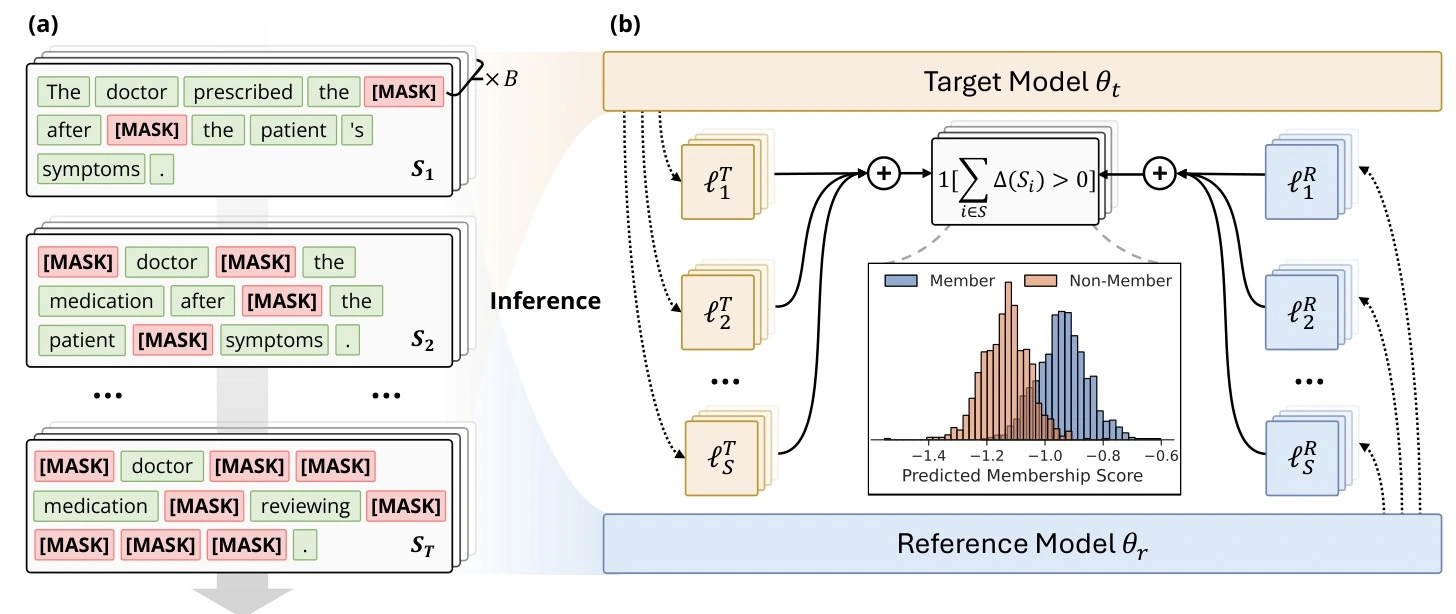 (a)
The doctor prescribed the [MASK]
after [MASK] the patient 's
symptoms . S₁
×B
[MASK] doctor [MASK] the
medication after [MASK] the
patient [MASK] symptoms . S₂
... ...
[MASK] doctor [MASK] [MASK]
medication [MASK] reviewing [MASK]
[MASK] [MASK] [MASK] . S_T
Inference
(b)
Target Model θₜ
ℓ₁ᵀ
ℓ₂ᵀ
...
ℓ_Sᵀ
1[∑ Δ(Sᵢ) > 0]
i∈S
Member Non-Member
−1.4 −1.2 −1.0 −0.8 −0.6
Predicted Membership Score
ℓ₁ᴿ
ℓ₂ᴿ
...
ℓ_Sᴿ
Reference Model θᵣ